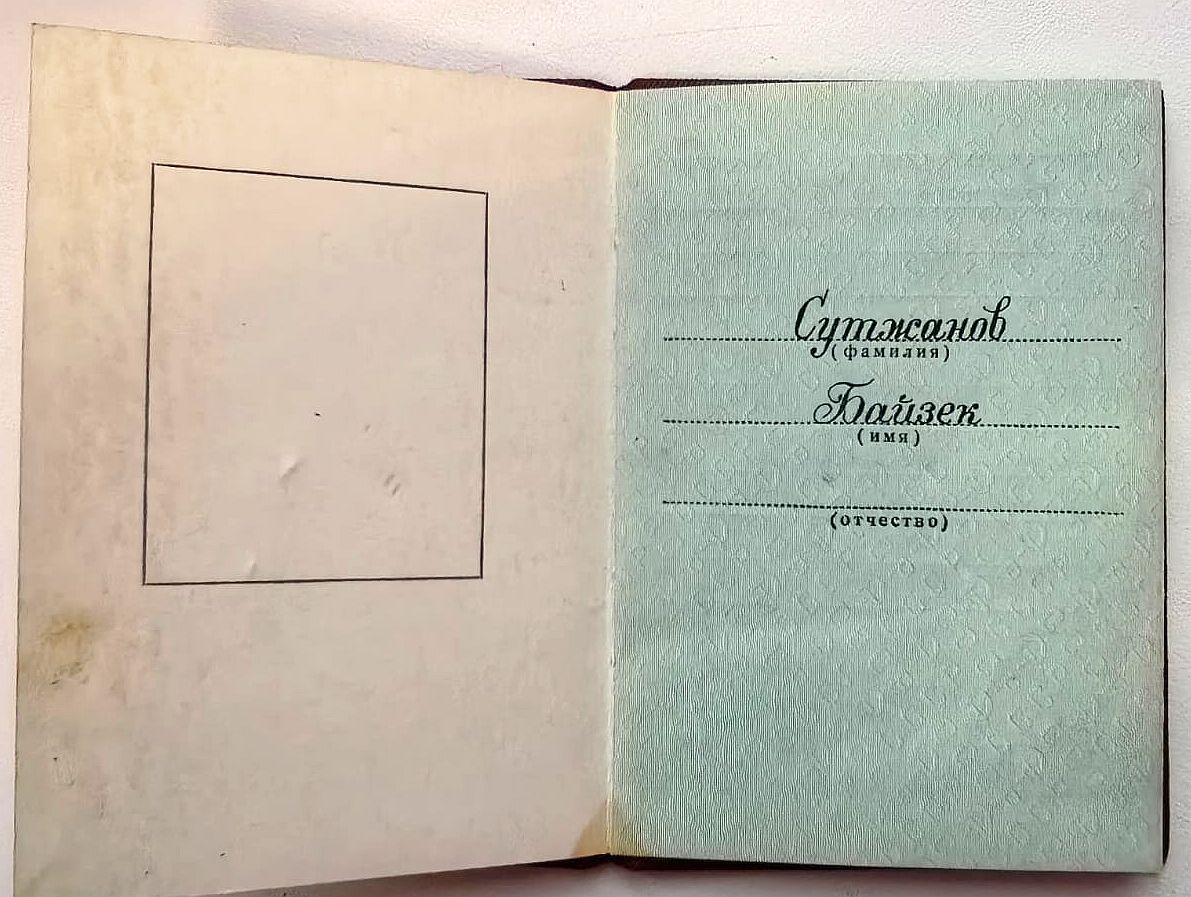 Сутжанов
(фамилия)
Байзек
(имя)
(отчество)